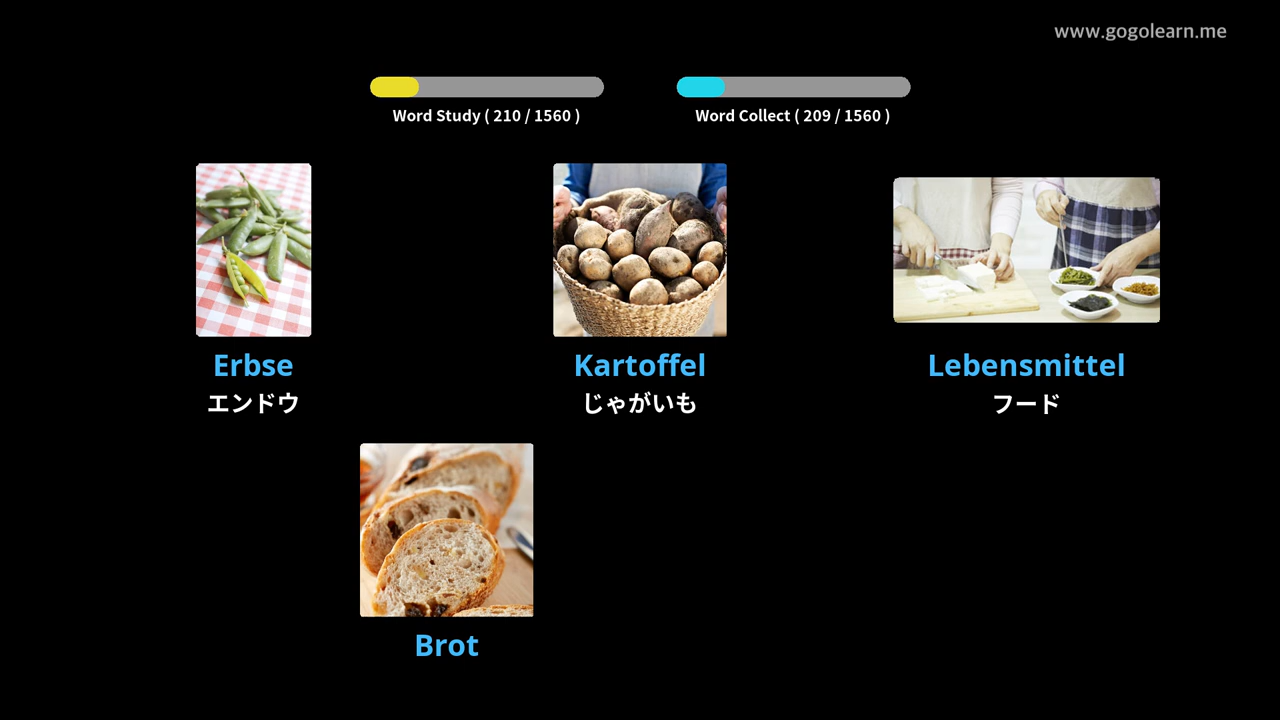 www.gogolearn.me
Word Study ( 210 / 1560 )
Word Collect ( 209 / 1560 )
Erbse
エンドウ
Kartoffel
じゃがいも
Lebensmittel
フード
Brot